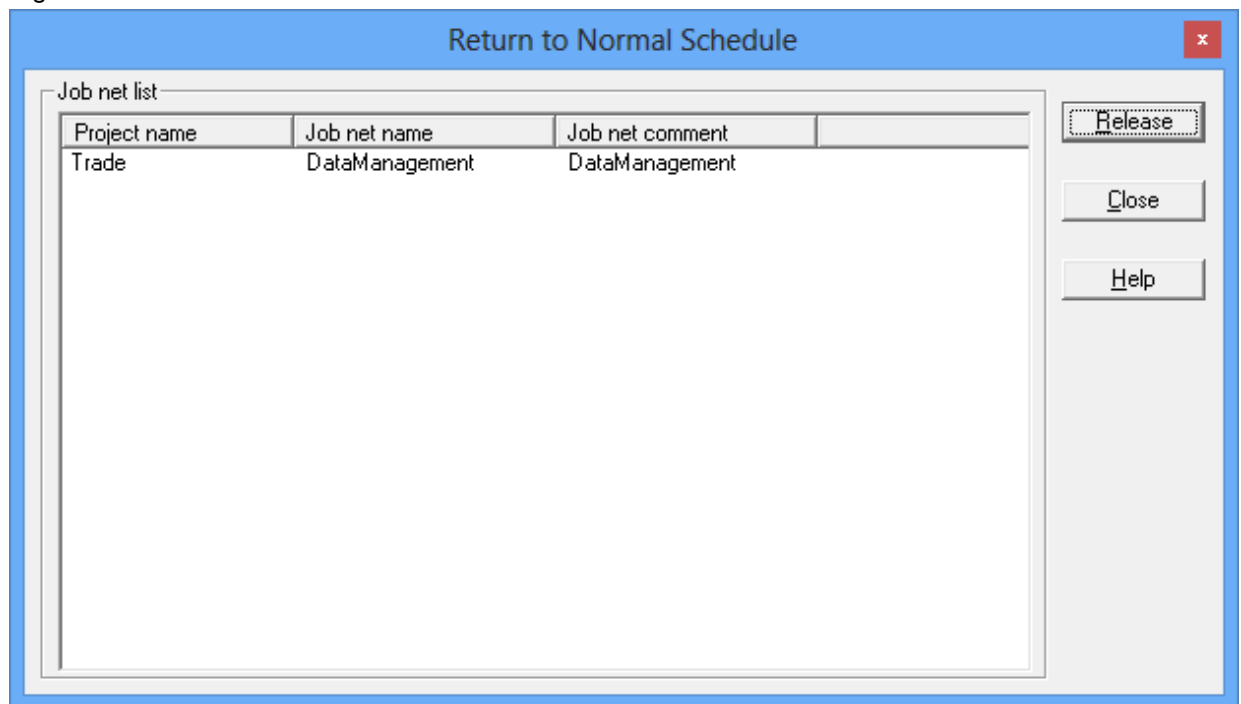 Return to Normal Schedule
x
Job net list
Project name Job net name Job net comment
Trade DataManagement DataManagement
Release
Close
Help